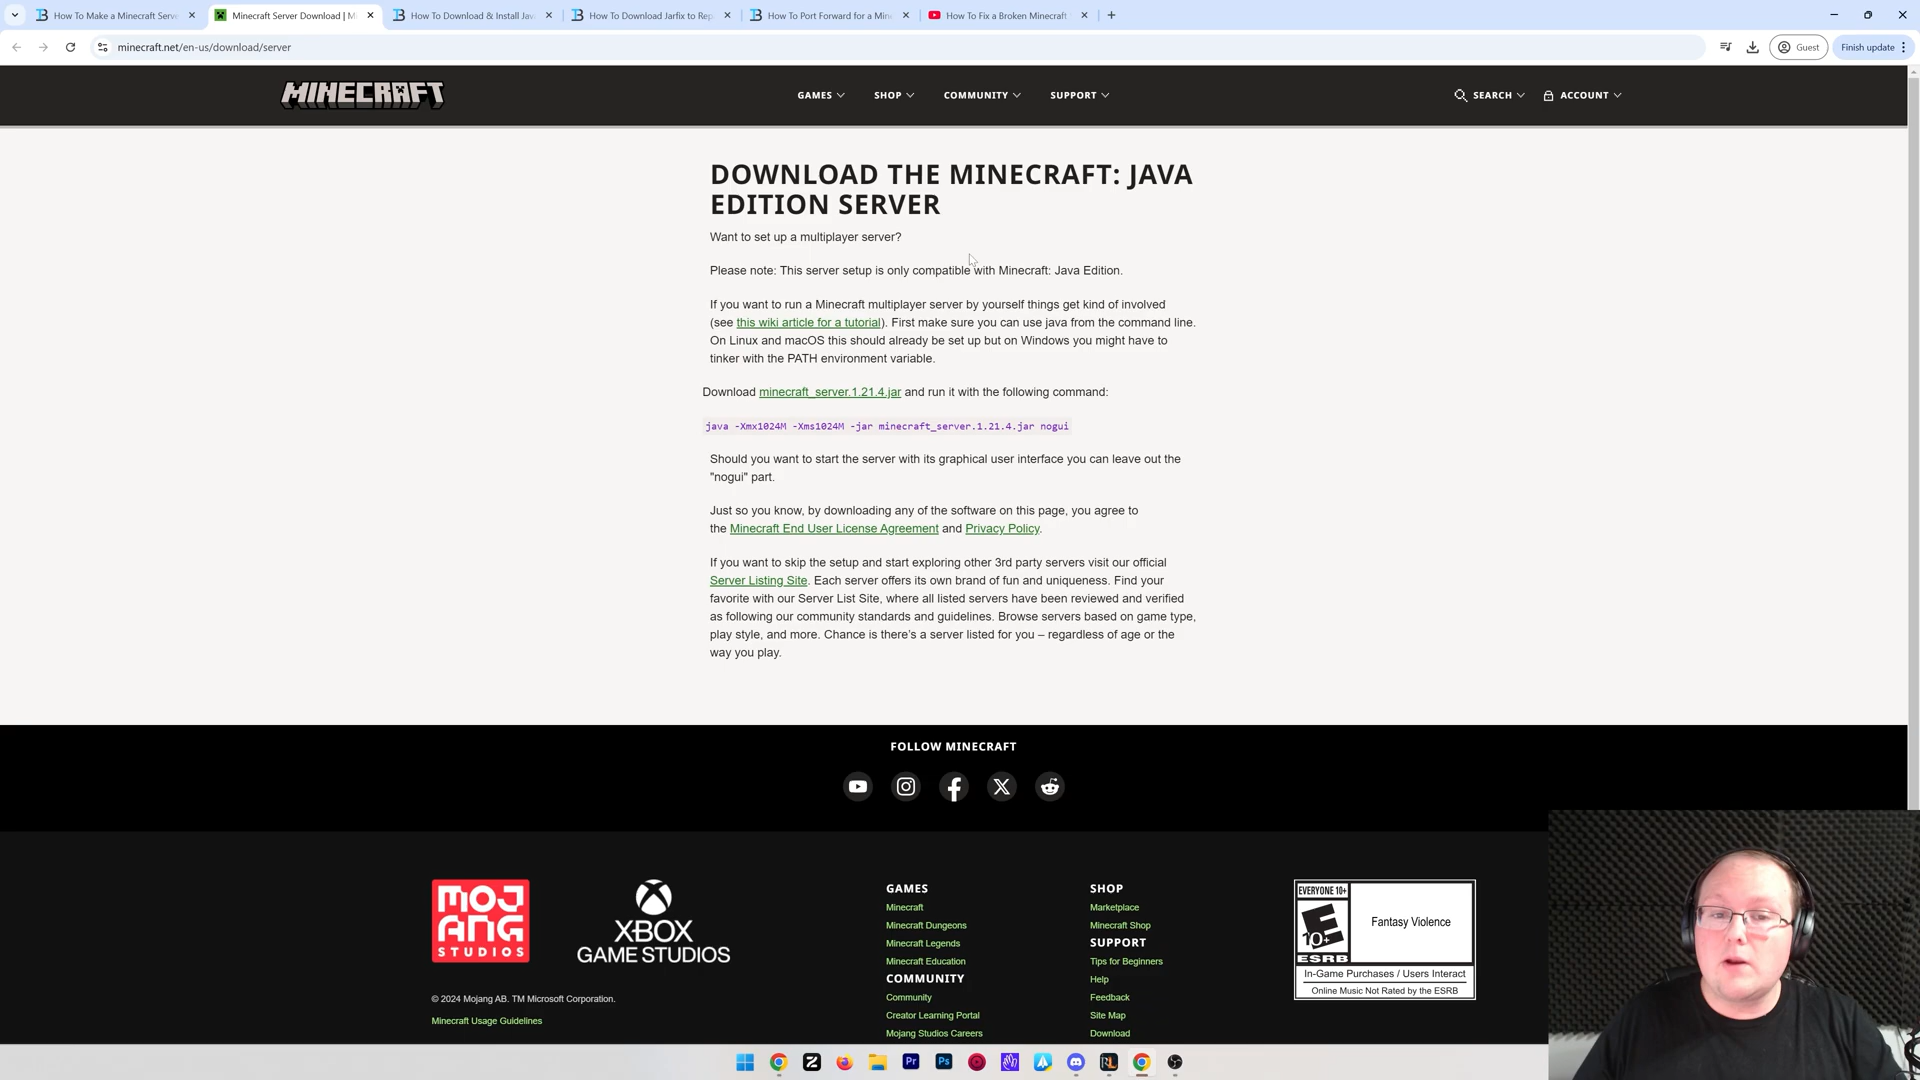 How To Make a Minecraft Serve
Minecraft Server Download | M
How To Download & Install Jav
How To Download Jarfix to Rep
How To Port Forward for a Min
How To Fix a Broken Minecraft
minecraft.net/en-us/download/server
Guest
Finish update
MINECRAFT
GAMES
SHOP
COMMUNITY
SUPPORT
SEARCH
ACCOUNT
DOWNLOAD THE MINECRAFT: JAVA
EDITION SERVER
Want to set up a multiplayer server?
Please note: This server setup is only compatible with Minecraft: Java Edition.
If you want to run a Minecraft multiplayer server by yourself things get kind of involved
(see this wiki article for a tutorial). First make sure you can use java from the command line.
On Linux and macOS this should already be set up but on Windows you might have to
tinker with the PATH environment variable.
Download minecraft_server.1.21.4.jar and run it with the following command:
java -Xmx1024M -Xms1024M -jar minecraft_server.1.21.4.jar nogui
Should you want to start the server with its graphical user interface you can leave out the
"nogui" part.
Just so you know, by downloading any of the software on this page, you agree to
the Minecraft End User License Agreement and Privacy Policy.
If you want to skip the setup and start exploring other 3rd party servers visit our official
Server Listing Site. Each server offers its own brand of fun and uniqueness. Find your
favorite with our Server List Site, where all listed servers have been reviewed and verified
as following our community standards and guidelines. Browse servers based on game type,
play style, and more. Chance is there's a server listed for you – regardless of age or the
way you play.
FOLLOW MINECRAFT
MOJANG
STUDIOS
XBOX
GAME STUDIOS
© 2024 Mojang AB. TM Microsoft Corporation.
Minecraft Usage Guidelines
GAMES
Minecraft
Minecraft Dungeons
Minecraft Legends
Minecraft Education
COMMUNITY
Community
Creator Learning Portal
Mojang Studios Careers
SHOP
Marketplace
Minecraft Shop
SUPPORT
Tips for Beginners
Help
Feedback
Site Map
Download
EVERYONE 10+
E
10+
ESRB
Fantasy Violence
In-Game Purchases / Users Interact
Online Music Not Rated by the ESRB
Pr
Ps